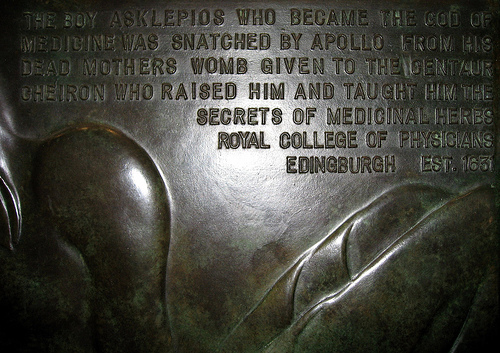 THE BOY ASKLEPIOS WHO BECAME THE GOD OF
MEDICINE WAS SNATCHED BY APOLLO FROM HIS
DEAD MOTHERS WOMB GIVEN TO THE CENTAUR
CHEIRON WHO RAISED HIM AND TAUGHT HIM THE
SECRETS OF MEDICINAL HERBS
ROYAL COLLEGE OF PHYSICIANS
EDINGBURGH EST. 1631